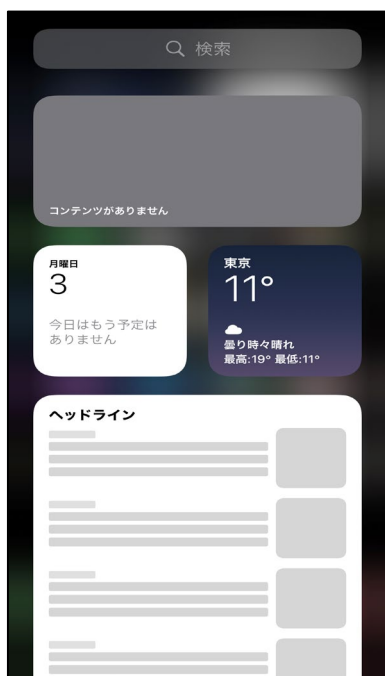 検索
コンテンツがありません
月曜日
3
今日はもう予定は
ありません
東京
11°
曇り時々晴れ
最高:19° 最低:11°
ヘッドライン